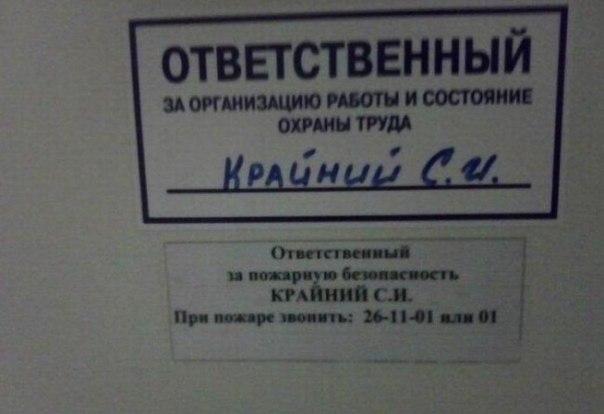 ОТВЕТСТВЕННЫЙ
ЗА ОРГАНИЗАЦИЮ РАБОТЫ И СОСТОЯНИЕ
ОХРАНЫ ТРУДА
КРАЙНИЙ С.И.
Ответственный
за пожарную безопасность
КРАЙНИЙ С.И.
При пожаре звонить: 26-11-01 или 01